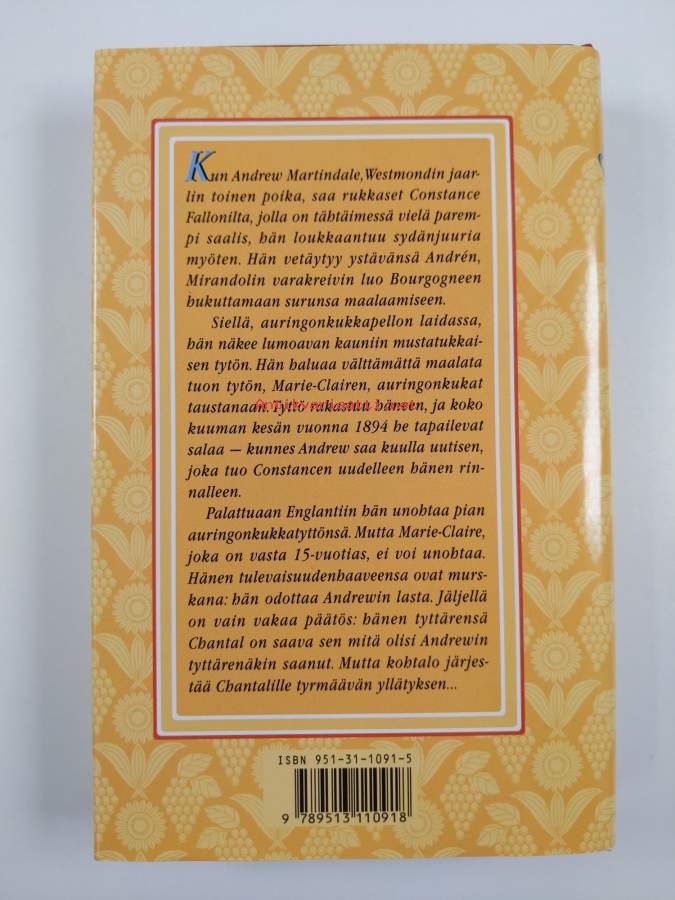 Kun Andrew Martindale, Westmondin jaar-
lin toinen poika, saa rukkaset Constance
Fallonilta, jolla on tähtäimessä vielä parem-
pi saalis, hän loukkaantuu sydänjuuria
myöten. Hän vetäytyy ystävänsä Andrén,
Mirandolin varakreivin luo Bourgogneen
hukuttamaan surunsa maalaamiseen.
Siellä, auringonkukkapellon laidassa,
hän näkee lumoavan kauniin mustatukkai-
sen tytön. Hän haluaa välttämättä maalata
tuon tytön, Marie-Clairen, auringonkukat
Antikvariaatti.net
taustanaan. Tyttö rakastuu häneen, ja koko
kuuman kesän vuonna 1894 he tapailevat
salaa — kunnes Andrew saa kuulla uutisen,
joka tuo Constancen uudelleen hänen rin-
nalleen.
Palattuaan Englantiin hän unohtaa pian
auringonkukkatyttönsä. Mutta Marie-Claire,
joka on vasta 15-vuotias, ei voi unohtaa.
Hänen tulevaisuudenhaaveensa ovat murs-
kana: hän odottaa Andrewin lasta. Jäljellä
on vain vakaa päätös: hänen tyttärensä
Chantal on saava sen mitä olisi Andrewin
tyttärenäkin saanut. Mutta kohtalo järjes-
tää Chantalille tyrmäävän yllätyksen...
ISBN 951-31-1091-5
9 789513 110918